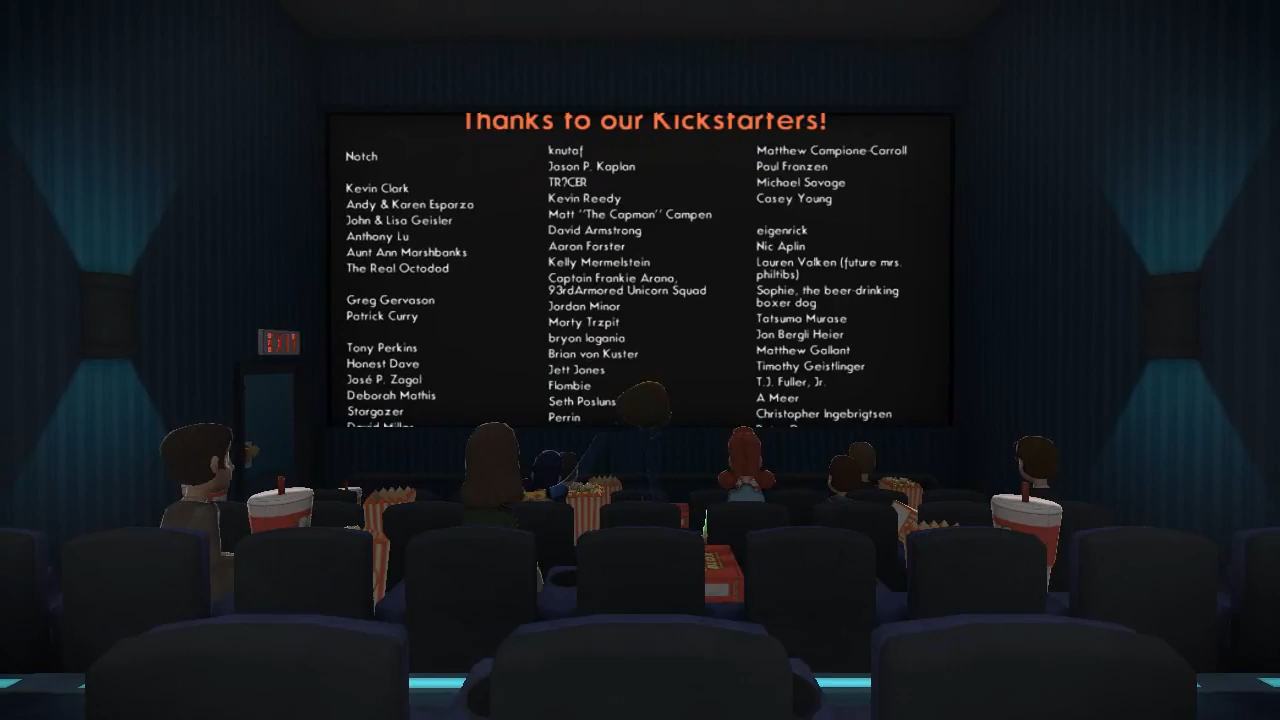 Thanks to our Kickstarters!
Notch
Kevin Clark
Andy & Karen Esparza
John & Lisa Geisler
Anthony Lu
Aunt Ann Marshbanks
The Real Octodad
Greg Gervason
Patrick Curry
Tony Perkins
Honest Dave
José P. Zagal
Deborah Mathis
Stargazer
David Miller
knutaf
Jason P. Kaplan
TR?CER
Kevin Reedy
Matt "The Capman" Campen
David Armstrong
Aaron Forster
Kelly Mermelstein
Captain Frankie Arano,
93rdArmored Unicorn Squad
Jordan Minor
Marty Trzpit
bryon lagania
Brian von Kuster
Jett Jones
Flombie
Seth Posluns
Perrin
Matthew Campione-Carroll
Paul Franzen
Michael Savage
Casey Young
eigenrick
Nic Aplin
Lauren Valken (future mrs.
philtibs)
Sophie, the beer-drinking
boxer dog
Tatsuma Murase
Jon Bergli Heier
Matthew Gallant
Timothy Geistlinger
T.J. Fuller, Jr.
A Meer
Christopher Ingebrigtsen
EXIT